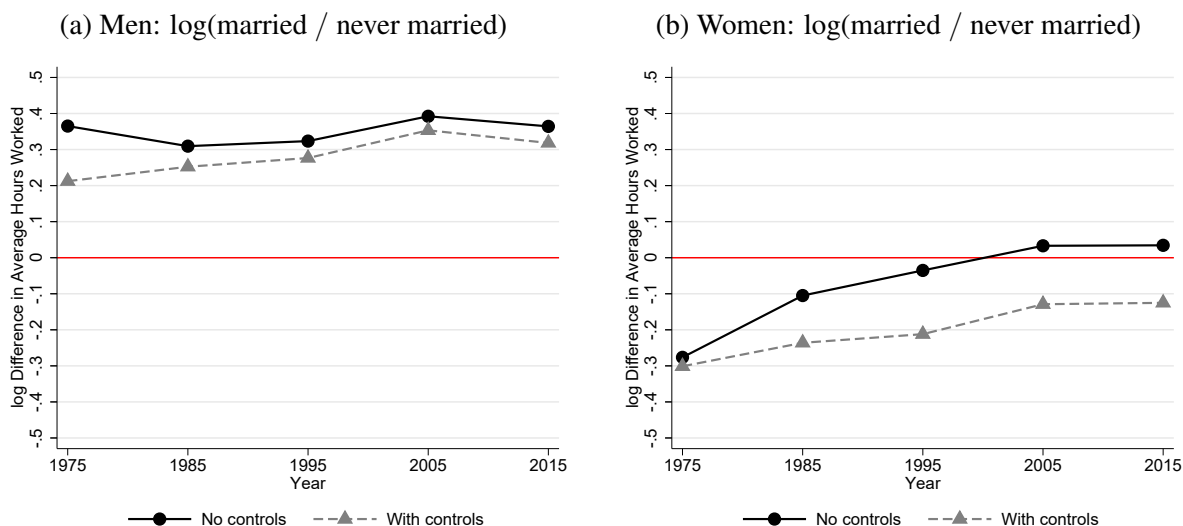 (a) Men: log(married / never married)
log Difference in Average Hours Worked
.5
.4
.3
.2
.1
0
-.1
-.2
-.3
-.4
-.5
1975 1985 1995 2005 2015
Year
No controls With controls
(b) Women: log(married / never married)
log Difference in Average Hours Worked
.5
.4
.3
.2
.1
0
-.1
-.2
-.3
-.4
-.5
1975 1985 1995 2005 2015
Year
No controls With controls